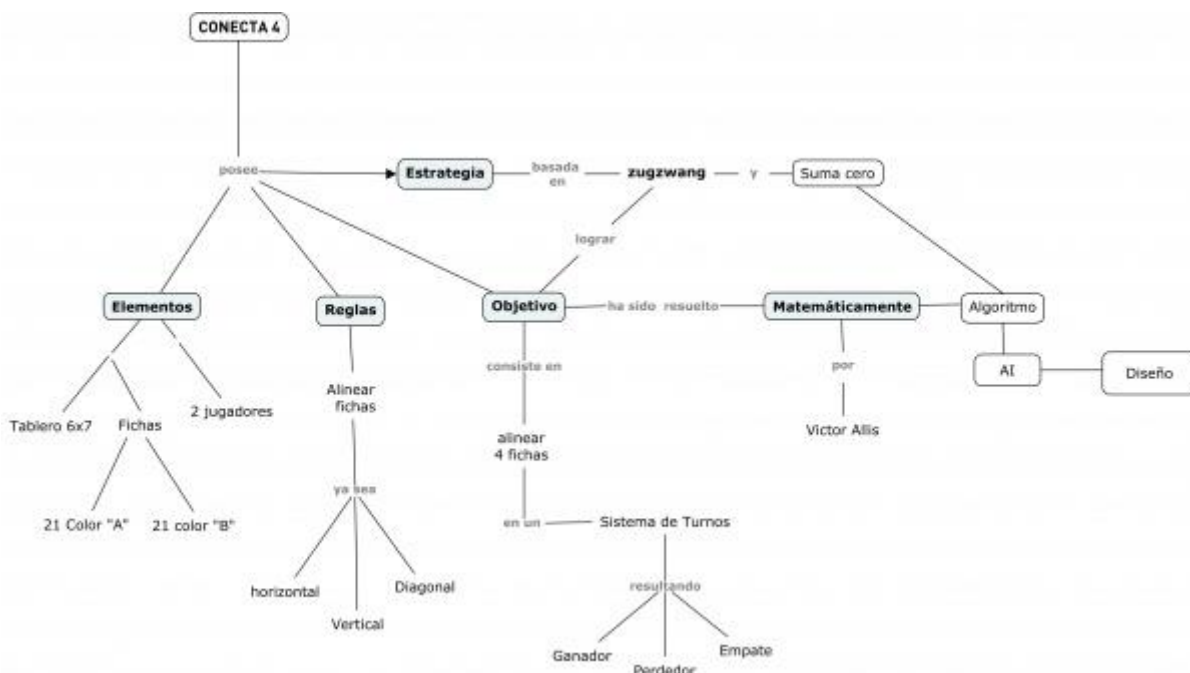 CONECTA 4
posee
Estrategia
basada
en
zugzwang
y
Suma cero
lograr
Elementos
Reglas
Objetivo
ha sido resuelto
Matemáticamente
Algoritmo
consiste en
por
AI
Diseño
Alinear
fichas
Tablero 6x7
Fichas
2 jugadores
Victor Allis
alinear
4 fichas
ya sea
21 Color "A"
21 color "B"
en un
Sistema de Turnos
horizontal
Diagonal
Vertical
resultando
Ganador
Perdedor
Empate